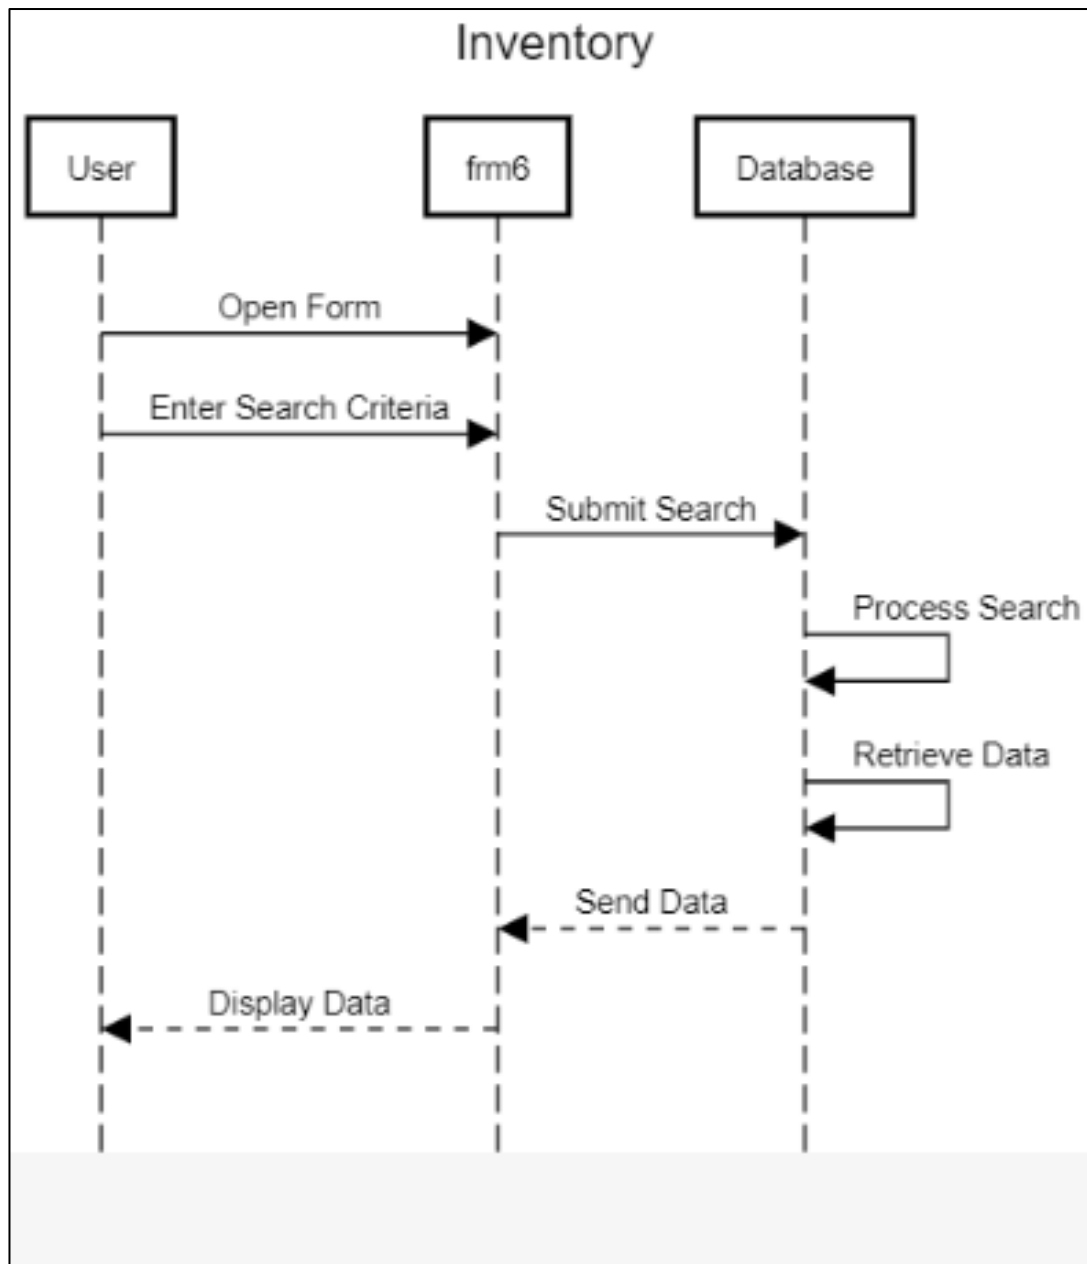 Inventory
User
frm6
Database
Open Form
Enter Search Criteria
Submit Search
Process Search
Retrieve Data
Send Data
Display Data